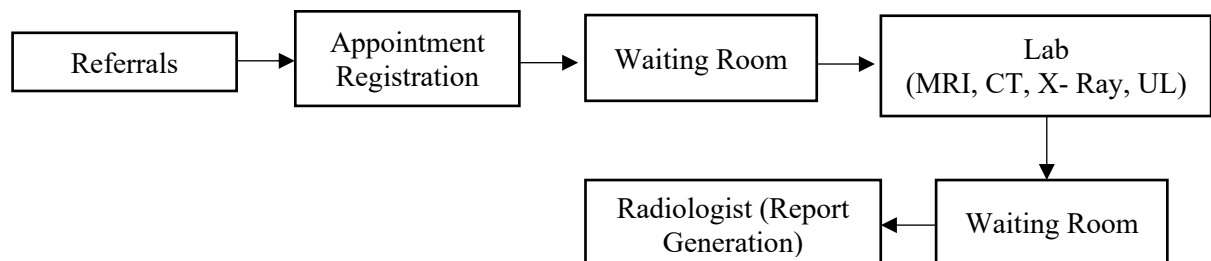 Referrals
Appointment
Registration
Waiting Room
Lab
(MRI, CT, X- Ray, UL)
Waiting Room
Radiologist (Report
Generation)